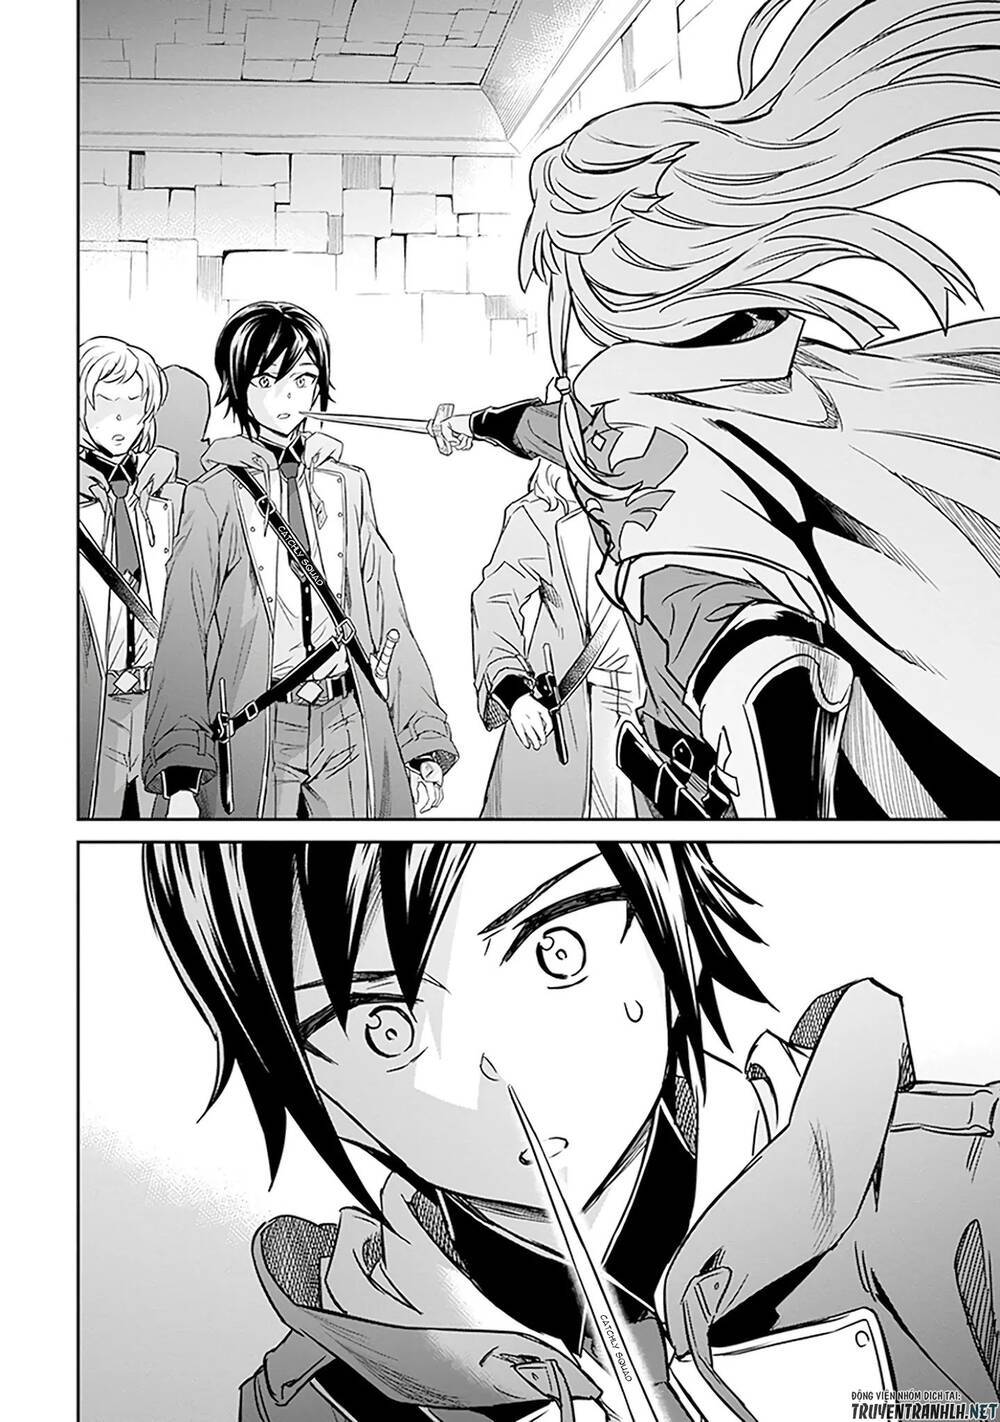 CATCHLY SQUAD
CATCHLY SQUAD
ĐỘNG VIÊN NHÓM DỊCH TẠI:
TRUYENTRANHLH.NET